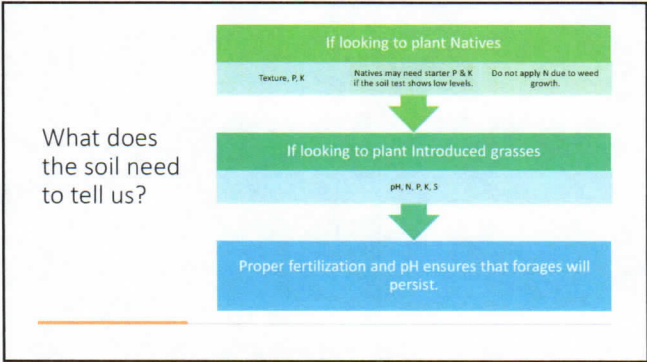 What does
the soil need
to tell us?
If looking to plant Natives
Texture, P, K
Natives may need starter P & K
if the soil test shows low levels.
Do not apply N due to weed
growth.
If looking to plant Introduced grasses
pH, N, P, K, S
Proper fertilization and pH ensures that forages will
persist.